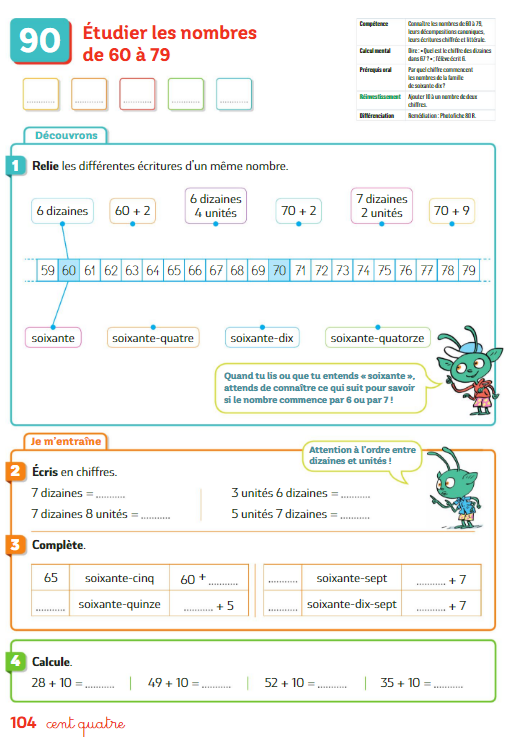 90
Étudier les nombres
de 60 à 79
Compétence
Connaître les nombres de 60 à 79,
leurs décompositions canoniques,
leurs écritures chiffrée et littérale.
Calcul mental
Dire : « Quel est le chiffre des dizaines
dans 67 ? » ; l'élève écrit 6.
Prérequis oral
Par quel chiffre commencent
les nombres de la famille
de soixante-dix ?
Réinvestissement
Ajouter 10 à un nombre de deux
chiffres.
Différenciation
Remédiation : Photofiche 80 R.
Découvrons
1 Relie les différentes écritures d'un même nombre.
6 dizaines
60 + 2
6 dizaines
4 unités
70 + 2
7 dizaines
2 unités
70 + 9
59 60 61 62 63 64 65 66 67 68 69 70 71 72 73 74 75 76 77 78 79
soixante
soixante-quatre
soixante-dix
soixante-quatorze
Quand tu lis ou que tu entends « soixante »,
attends de connaître ce qui suit pour savoir
si le nombre commence par 6 ou par 7 !
Je m'entraîne
Attention à l'ordre entre
dizaines et unités !
2 Écris en chiffres.
7 dizaines = ..........
3 unités 6 dizaines = ..........
7 dizaines 8 unités = ..........
5 unités 7 dizaines = ..........
3 Complète.
65 soixante-cinq 60 + ..........
.......... soixante-sept .......... + 7
.......... soixante-quinze .......... + 5
.......... soixante-dix-sept .......... + 7
4 Calcule.
28 + 10 = .......... 49 + 10 = .......... 52 + 10 = .......... 35 + 10 = ..........
104 cent quatre